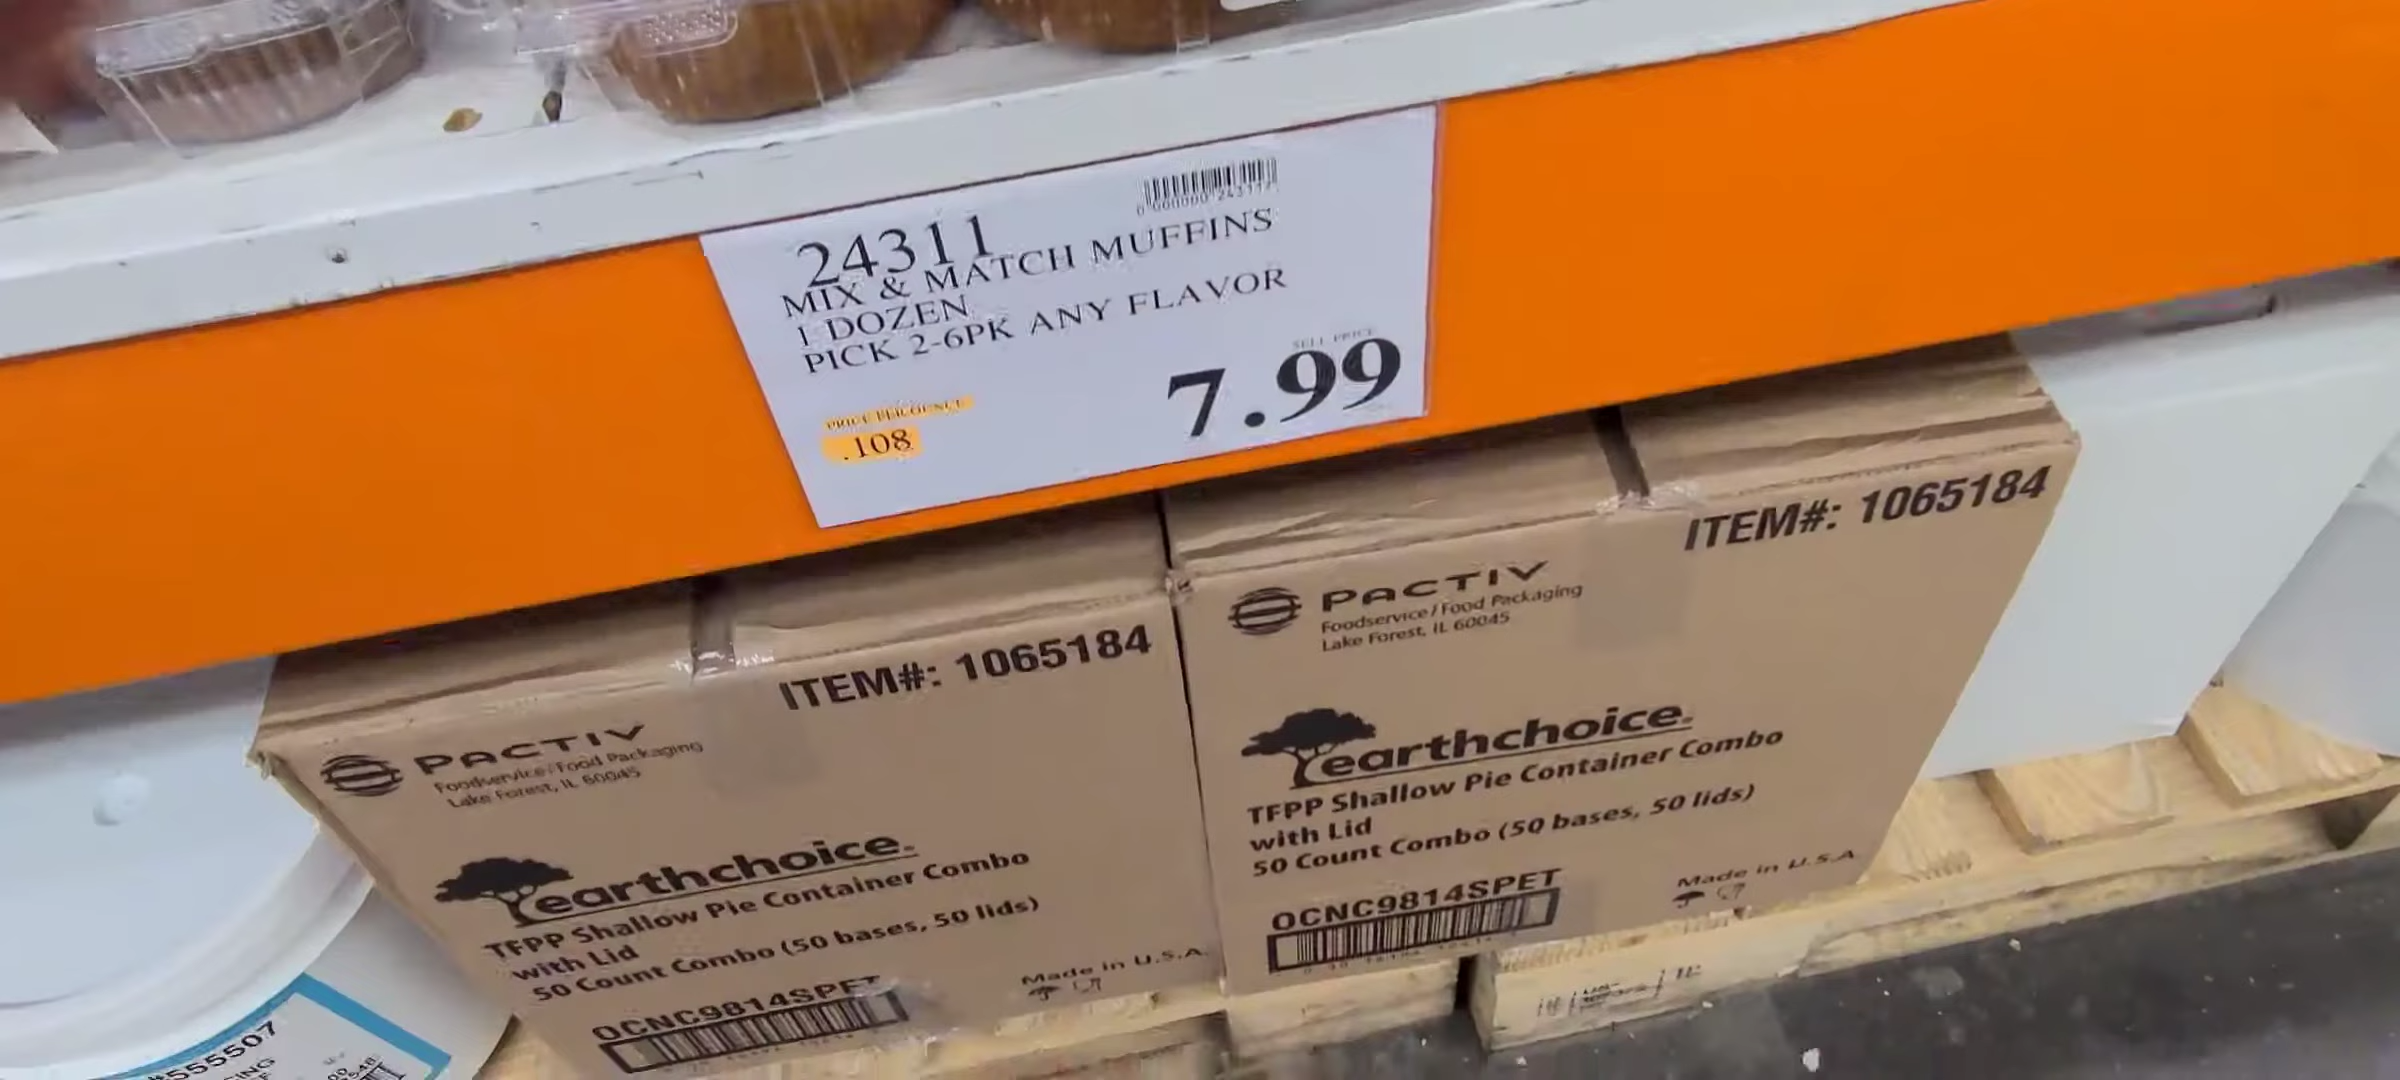 24311
MIX & MATCH MUFFINS
1 DOZEN
PICK 2-6PK ANY FLAVOR
SELL PRICE
7.99
.108
ITEM#: 1065184
PACTIV
Foodservice/Food Packaging
Lake Forest, IL 60045
earthchoice.
TFPP Shallow Pie Container Combo
with Lid
50 Count Combo (50 bases, 50 lids)
OCNC9814SPET
Made in U.S.A.
ITEM#: 1065184
PACTIV
Foodservice/Food Packaging
Lake Forest, IL 60045
earthchoice.
TFPP Shallow Pie Container Combo
with Lid
50 Count Combo (50 bases, 50 lids)
OCNC9814SPET
Made in U.S.A
#555507